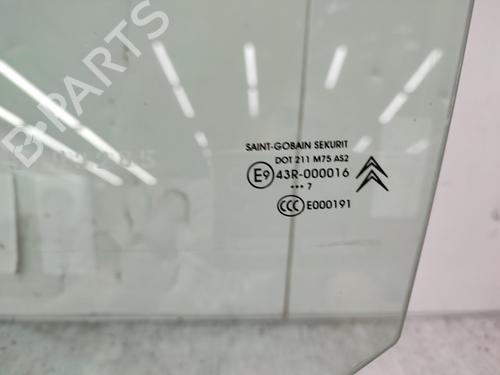 B-PARTS
SAINT-GOBAIN SEKURIT
DOT 211 M75 AS2
E9 43R-000016
••• 7
CCC E000191